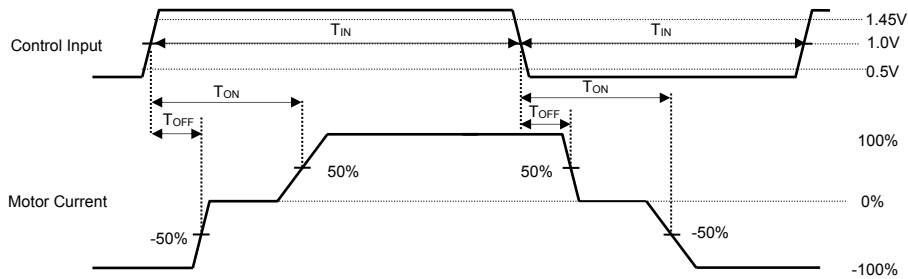 1.45V
T_IN T_IN
Control Input 1.0V
0.5V
T_ON T_ON
T_OFF T_OFF
100%
50% 50%
Motor Current 0%
-50% -50%
-100%